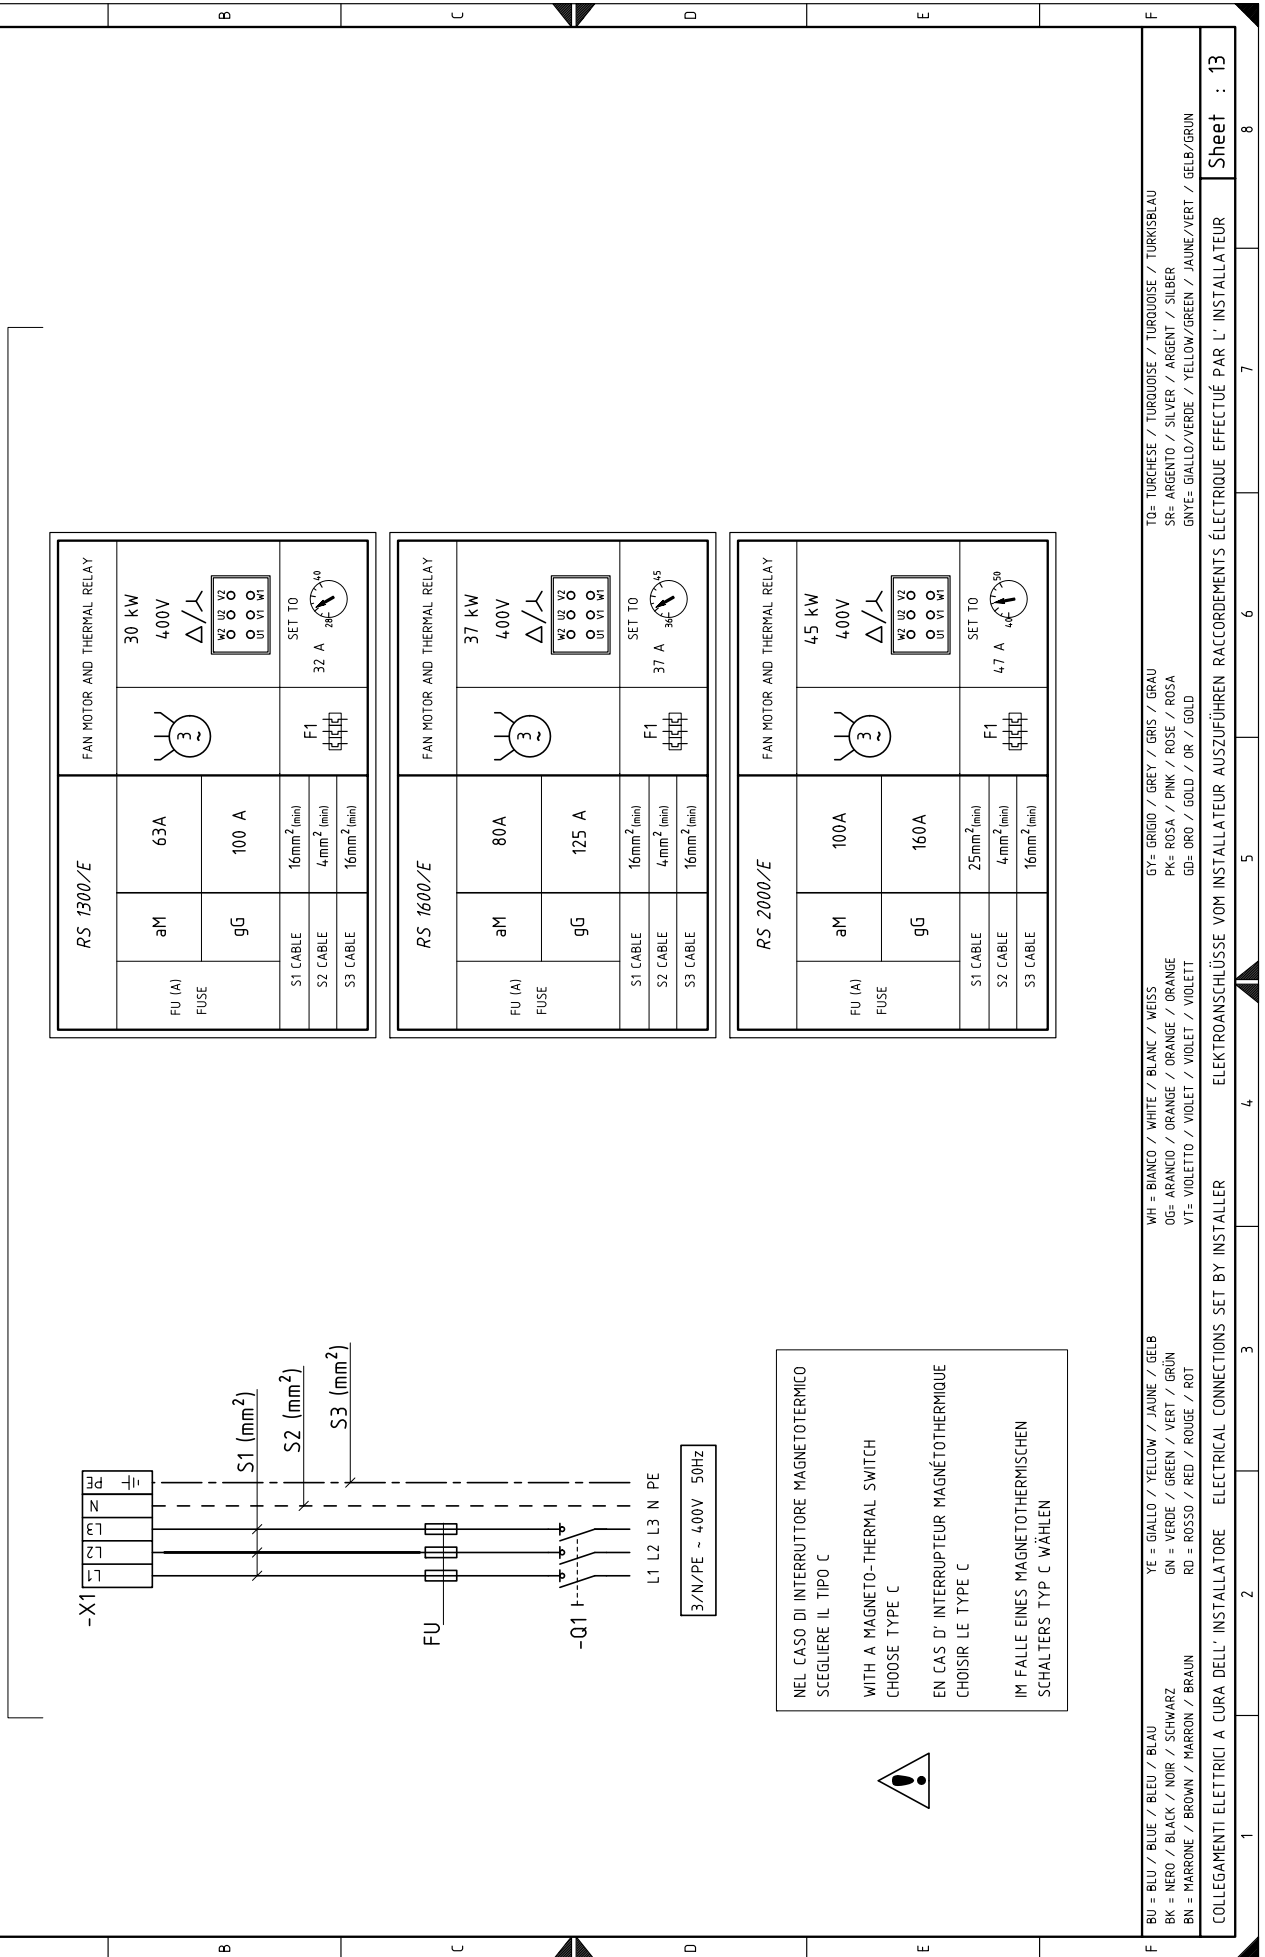 -X1
L1 L2 L3 N PE
S1 (mm²)
S2 (mm²)
S3 (mm²)
FU
-Q1
L1 L2 L3 N PE
3/N/PE ~ 400V 50Hz
NEL CASO DI INTERRUTTORE MAGNETOTERMICO
SCEGLIERE IL TIPO C
WITH A MAGNETO-THERMAL SWITCH
CHOOSE TYPE C
EN CAS D' INTERRUPTEUR MAGNÉTOTHERMIQUE
CHOISIR LE TYPE C
IM FALLE EINES MAGNETOTHERMISCHEN
SCHALTERS TYP C WÄHLEN
RS 1300/E
FAN MOTOR AND THERMAL RELAY
FU (A)
FUSE
aM
63A
gG
100 A
3 ~
30 kW
400V
Δ/Y
W2 U2 V2
U1 V1 W1
S1 CABLE
16mm² (min)
S2 CABLE
4mm² (min)
S3 CABLE
16mm² (min)
F1
SET TO
32 A
28
40
RS 1600/E
FAN MOTOR AND THERMAL RELAY
FU (A)
FUSE
aM
80A
gG
125 A
3 ~
37 kW
400V
Δ/Y
W2 U2 V2
U1 V1 W1
S1 CABLE
16mm² (min)
S2 CABLE
4mm² (min)
S3 CABLE
16mm² (min)
F1
SET TO
37 A
36
45
RS 2000/E
FAN MOTOR AND THERMAL RELAY
FU (A)
FUSE
aM
100A
gG
160A
3 ~
45 kW
400V
Δ/Y
W2 U2 V2
U1 V1 W1
S1 CABLE
25mm² (min)
S2 CABLE
4mm² (min)
S3 CABLE
16mm² (min)
F1
SET TO
47 A
40
50
BU = BLU / BLUE / BLEU / BLAU
BK = NERO / BLACK / NOIR / SCHWARZ
BN = MARRONE / BROWN / MARRON / BRAUN
YE = GIALLO / YELLOW / JAUNE / GELB
GN = VERDE / GREEN / VERT / GRÜN
RD = ROSSO / RED / ROUGE / ROT
WH = BIANCO / WHITE / BLANC / WEISS
OG= ARANCIO / ORANGE / ORANGE / ORANGE
VT= VIOLETTO / VIOLET / VIOLET / VIOLETT
GY= GRIGIO / GREY / GRIS / GRAU
PK= ROSA / PINK / ROSE / ROSA
GD= ORO / GOLD / OR / GOLD
TQ= TURCHESE / TURQUOISE / TURQUOISE / TURKISBLAU
SR= ARGENTO / SILVER / ARGENT / SILBER
GNYE= GIALLO/VERDE / YELLOW/GREEN / JAUNE/VERT / GELB/GRUN
COLLEGAMENTI ELETTRICI A CURA DELL' INSTALLATORE ELECTRICAL CONNECTIONS SET BY INSTALLER ELEKTROANSCHLÜSSE VOM INSTALLATEUR AUSZUFÜHREN RACCORDEMENTS ÉLECTRIQUE EFFECTUÉ PAR L' INSTALLATEUR
Sheet : 13
1 2 3 4 5 6 7 8
B
C
D
E
F
B
C
D
E
F